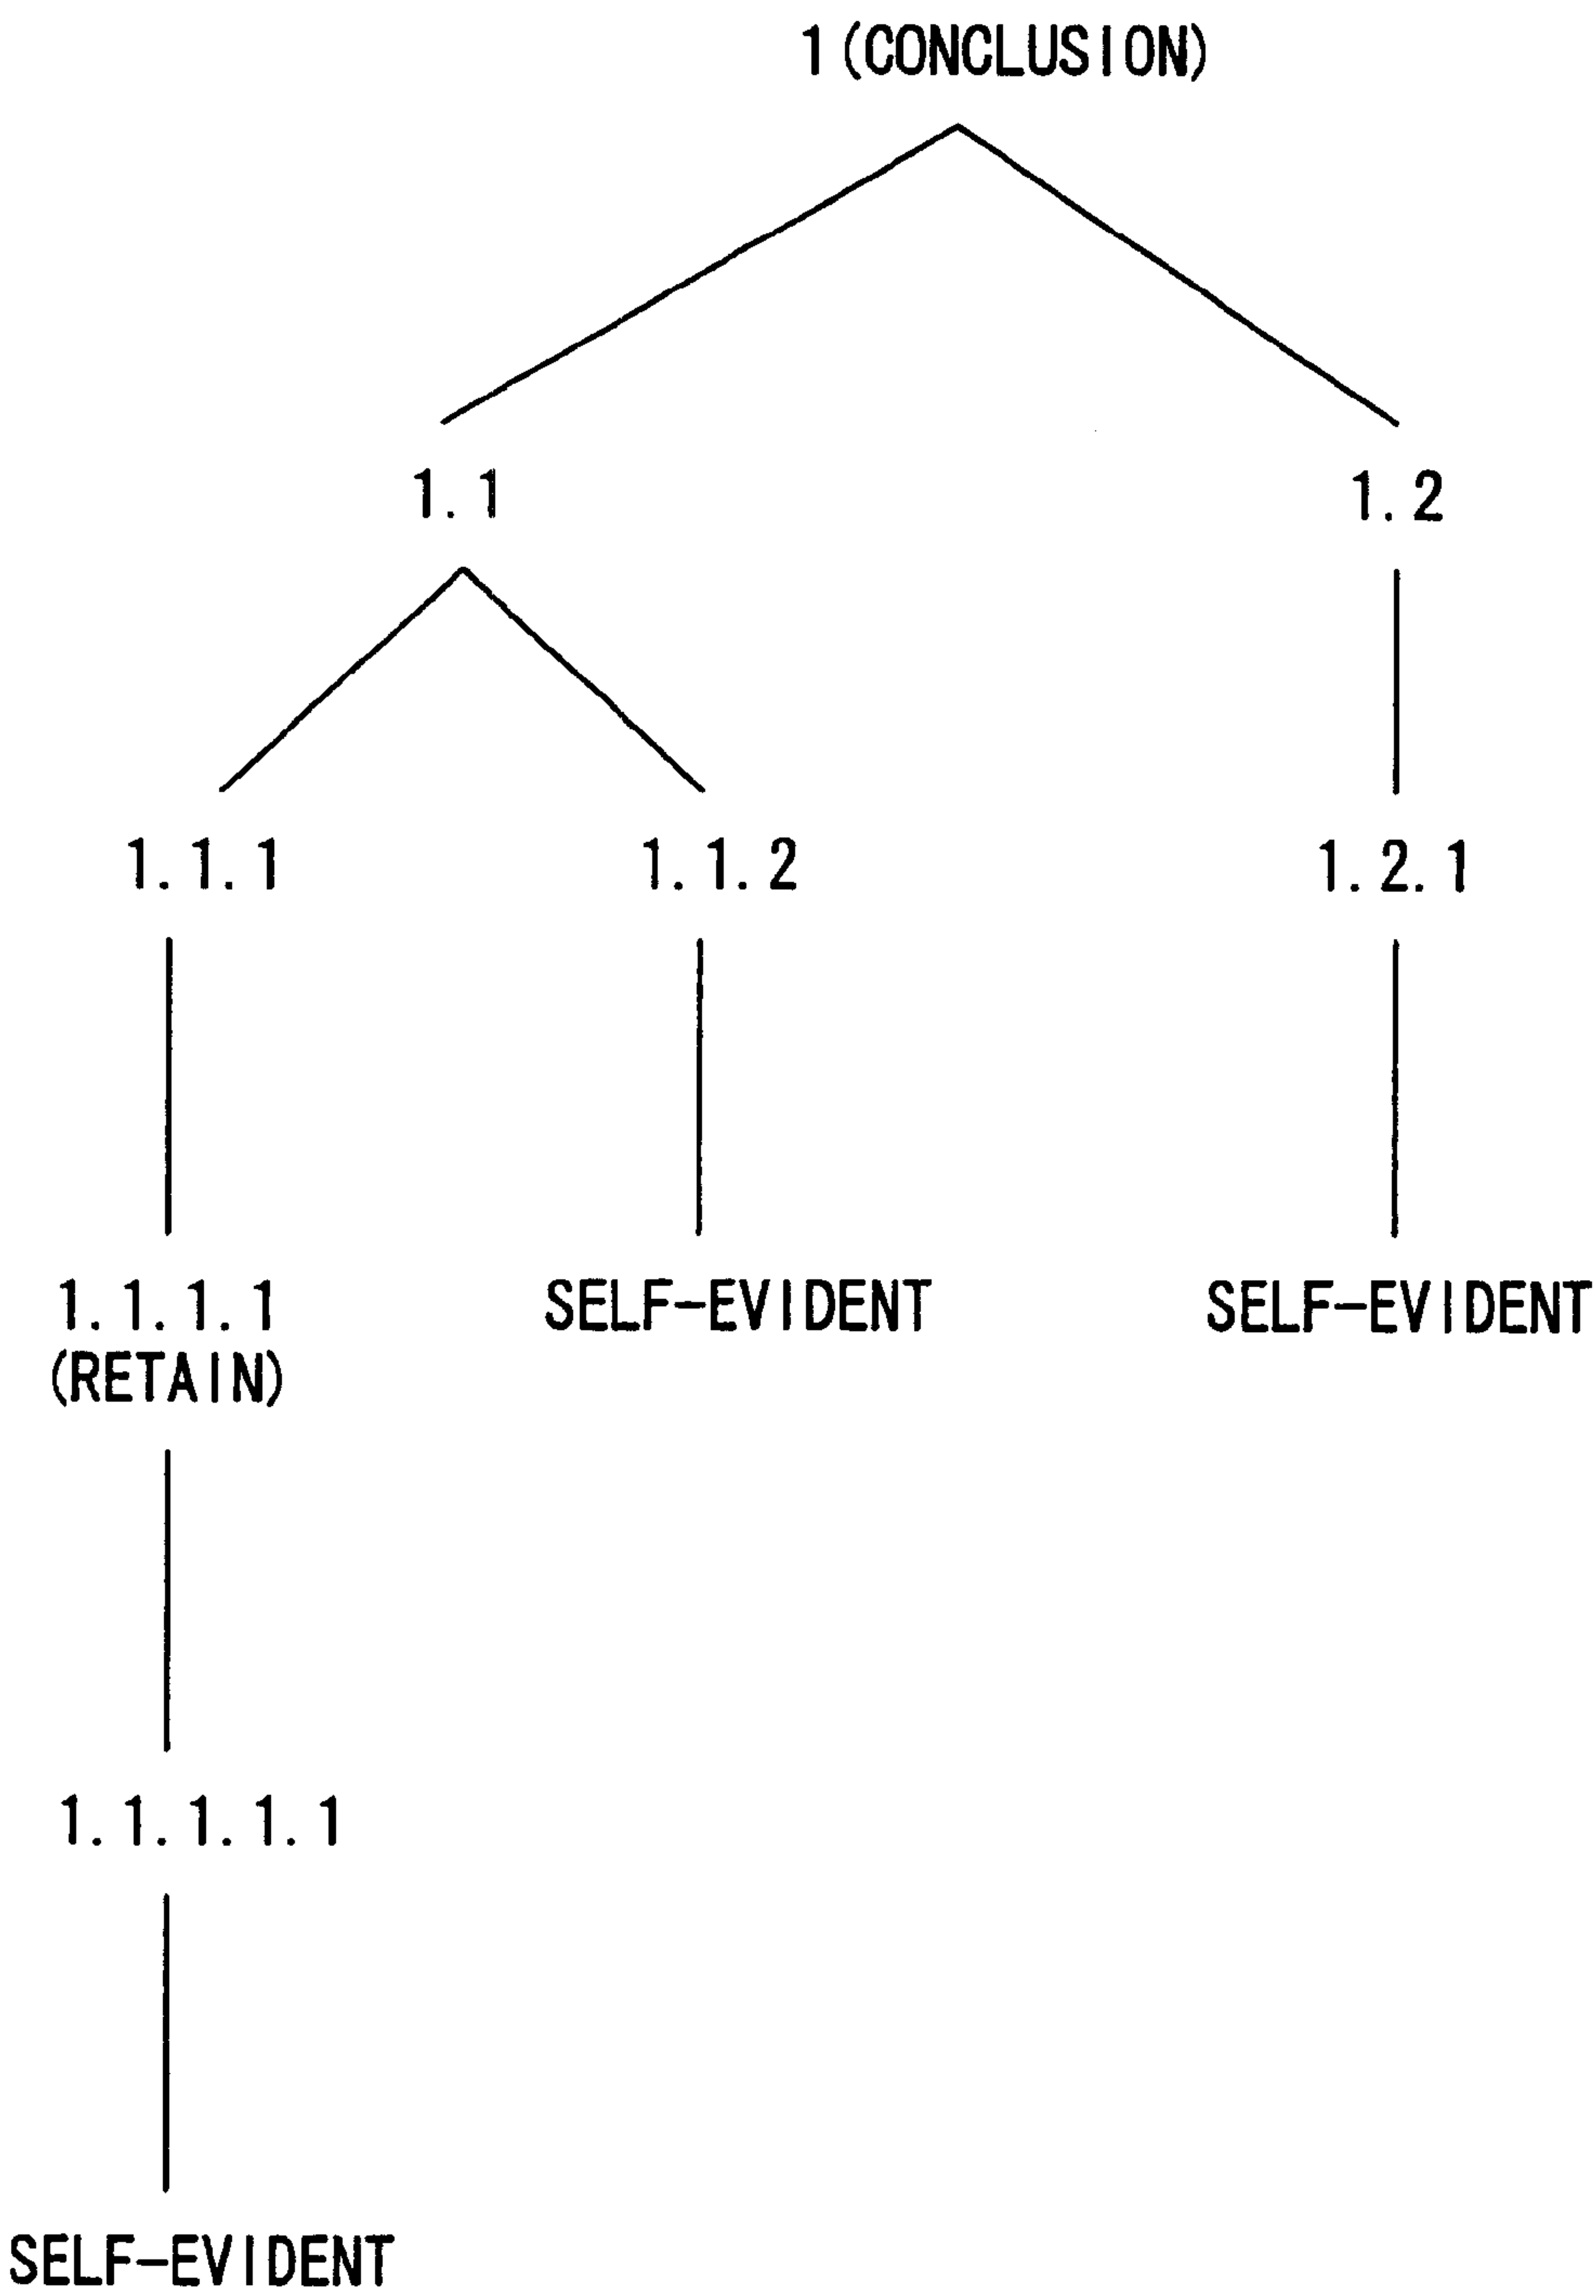 1(CONCLUSION)
1.1
1.2
1.1.1
1.1.2
1.2.1
1.1.1.1
(RETAIN)
SELF-EVIDENT
SELF-EVIDENT
1.1.1.1.1
SELF-EVIDENT